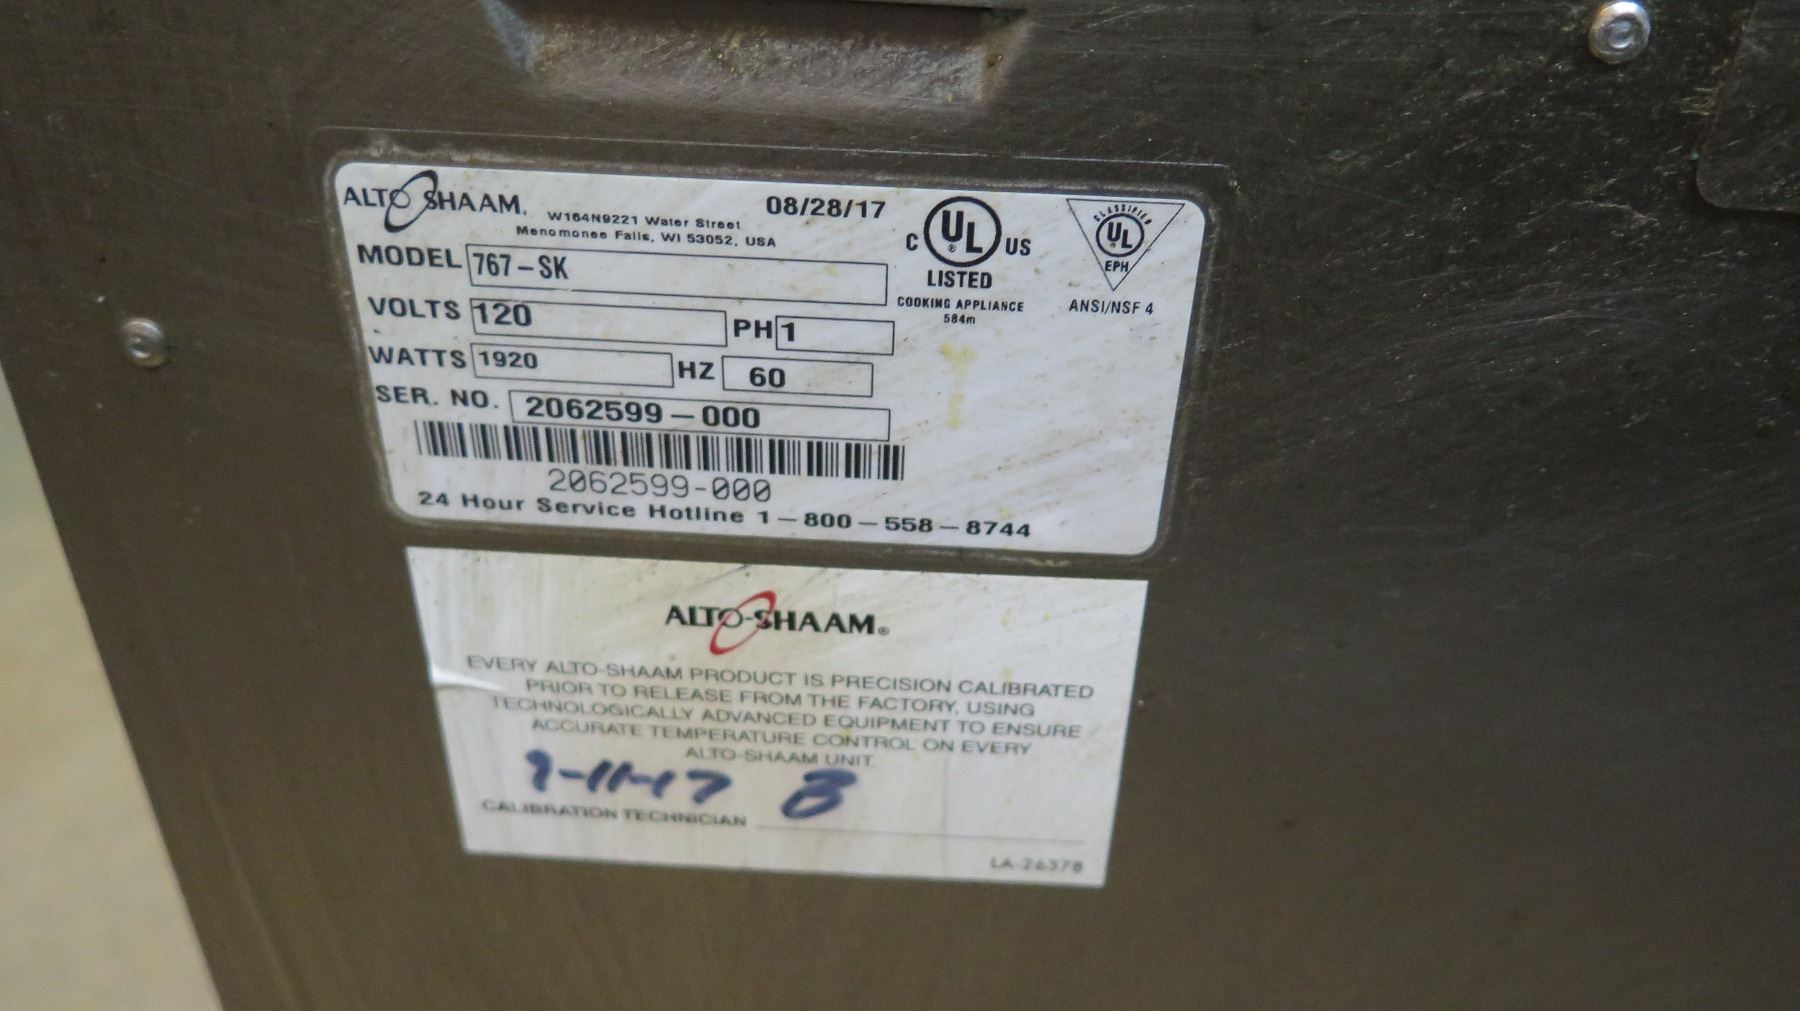 ALTO SHAAM®
W164N9221 Water Street
Menomonee Falls, WI 53052, USA
08/28/17
C UL® US
LISTED
COOKING APPLIANCE
584m
CLASSIFIED
UL
EPH
ANSI/NSF 4
MODEL 767-SK
VOLTS 120 PH 1
WATTS 1920 HZ 60
SER. NO. 2062599-000
2062599-000
24 Hour Service Hotline 1-800-558-8744
ALTO-SHAAM®
EVERY ALTO-SHAAM PRODUCT IS PRECISION CALIBRATED
PRIOR TO RELEASE FROM THE FACTORY, USING
TECHNOLOGICALLY ADVANCED EQUIPMENT TO ENSURE
ACCURATE TEMPERATURE CONTROL ON EVERY
ALTO-SHAAM UNIT.
9-11-17 B
CALIBRATION TECHNICIAN
LA-26378